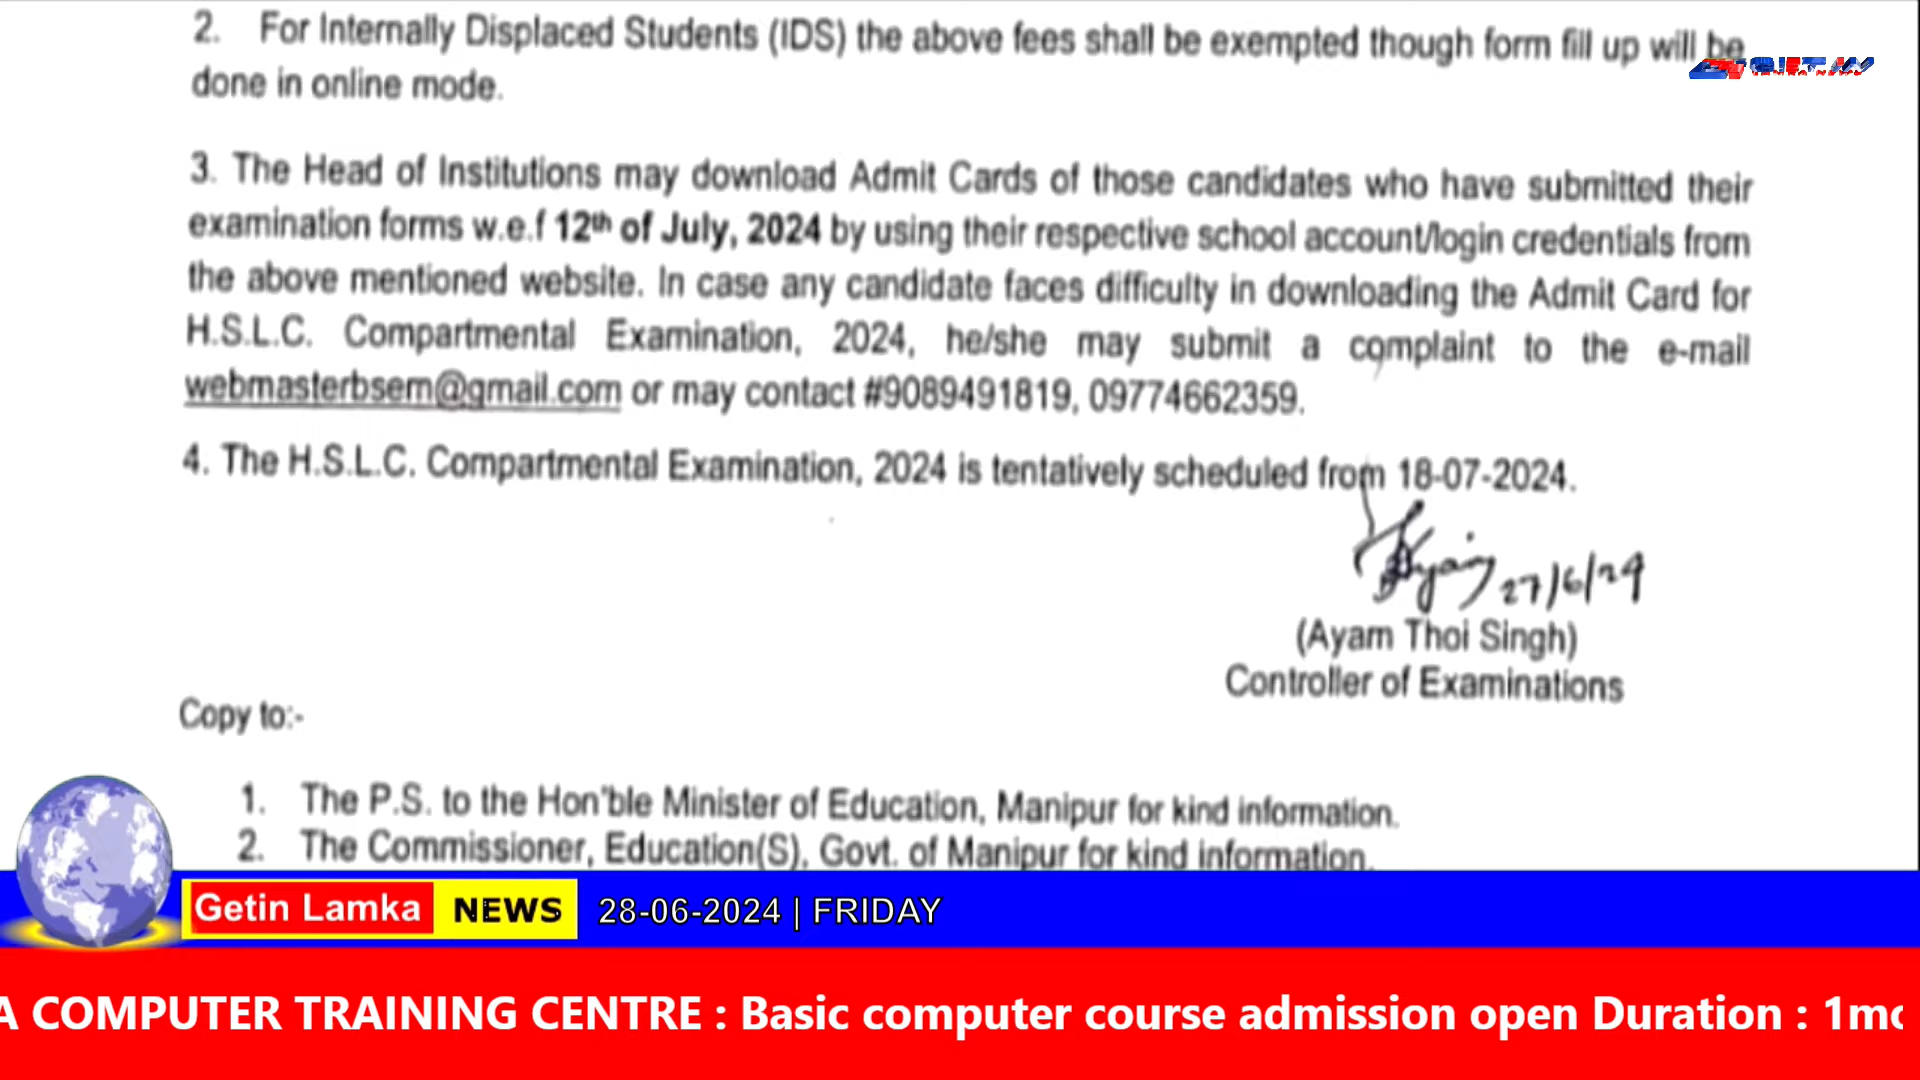 2. For Internally Displaced Students (IDS) the above fees shall be exempted though form fill up will be
done in online mode.
3. The Head of Institutions may download Admit Cards of those candidates who have submitted their
examination forms w.e.f 12th of July, 2024 by using their respective school account/login credentials from
the above mentioned website. In case any candidate faces difficulty in downloading the Admit Card for
H.S.L.C. Compartmental Examination, 2024, he/she may submit a complaint to the e-mail
webmasterbsem@gmail.com or may contact #9089491819, 09774662359.
4. The H.S.L.C. Compartmental Examination, 2024 is tentatively scheduled from 18-07-2024.
27/6/24
(Ayam Thoi Singh)
Controller of Examinations
Copy to:-
1. The P.S. to the Hon'ble Minister of Education, Manipur for kind information.
2. The Commissioner, Education(S), Govt. of Manipur for kind information.
Getin Lamka NEWS 28-06-2024 | FRIDAY
A COMPUTER TRAINING CENTRE : Basic computer course admission open Duration : 1mo